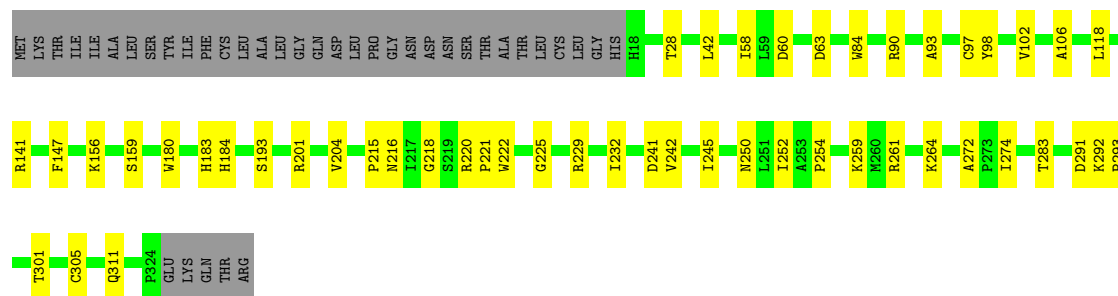 MET LYS THR ILE ILE ALA LEU SER TYR ILE PHE CYS LEU ALA LEU GLY GLN ASP LEU PRO GLY ASN ASP ASN SER THR ALA THR LEU CYS LEU GLY HIS H18 T28 L42 I58 L59 D60 D63 W84 R90 A93 C97 Y98 V102 A106 L118
R141 F147 K156 S159 W180 H183 H184 S193 R201 V204 P215 N216 I217 G218 S219 R220 P221 W222 G225 R229 I232 D241 V242 I245 N250 L251 I252 A253 P254 K259 M260 R261 K264 A272 P273 I274 T283 D291 K292
T301 C305 Q311 P324 GLU LYS GLN THR ARG